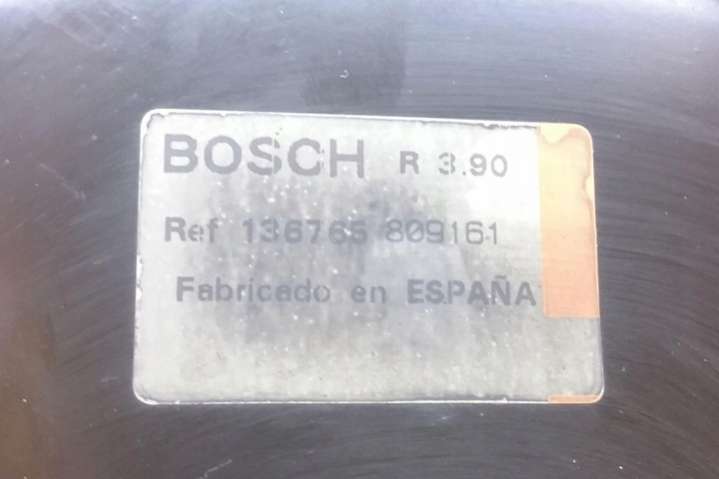 BOSCH R 3.90
Ref 136765 809161
Fabricado en ESPAÑA